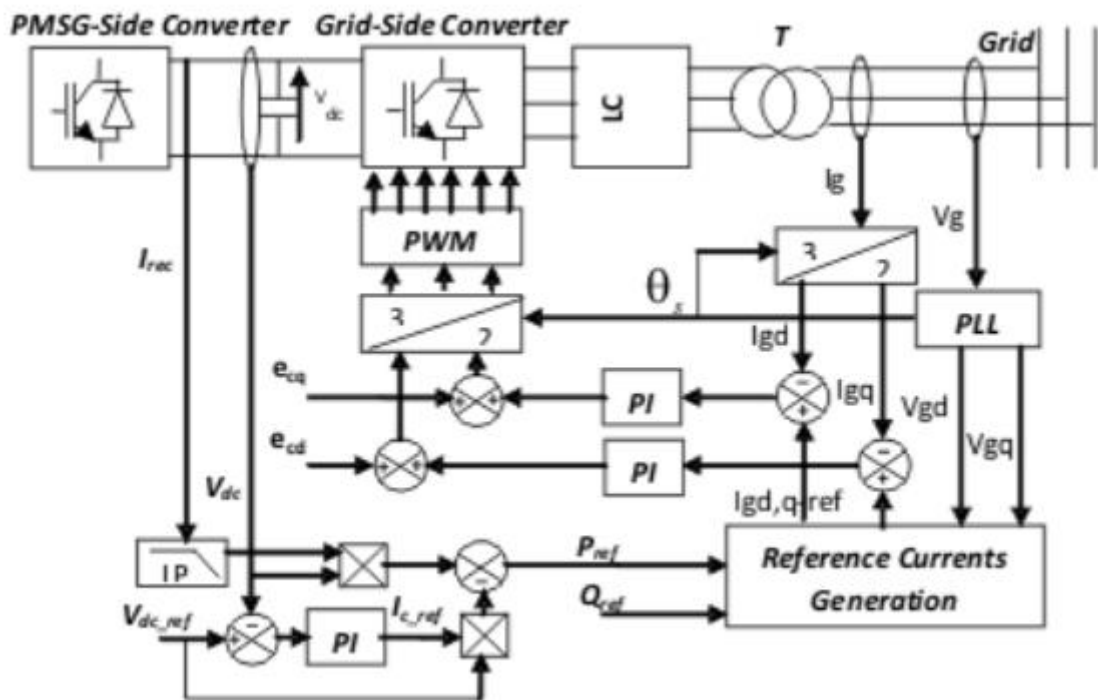 PMSG-Side Converter
Grid-Side Converter
T
Grid
V
dc
LC
Ig
Vg
PWM
I rec
3
2
θ s
3
2
PLL
Igd
e cq
PI
Igq
Vgd
e cd
PI
Vgq
V dc
Igd,q-ref
LP
P ref
Reference Currents
Generation
Q ref
V dc_ref
PI
I c_ref